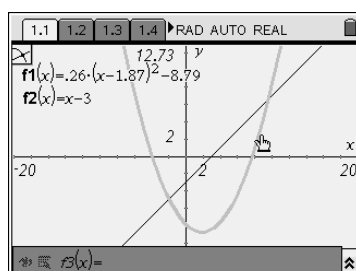 1.1 1.2 1.3 1.4 RAD AUTO REAL
12.73 y
f1(x)=.26·(x-1.87)²-8.79
f2(x)=x-3
2
x
-20 2 20
f3(x)=